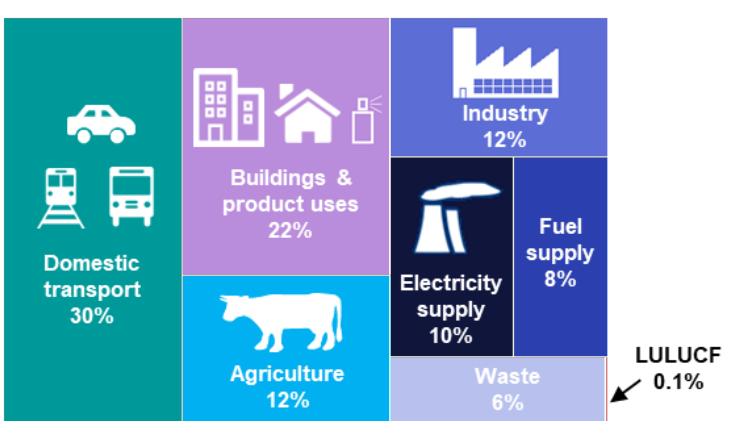 Domestic
transport
30%
Buildings &
product uses
22%
Agriculture
12%
Industry
12%
Electricity
supply
10%
Fuel
supply
8%
Waste
6%
LULUCF
0.1%